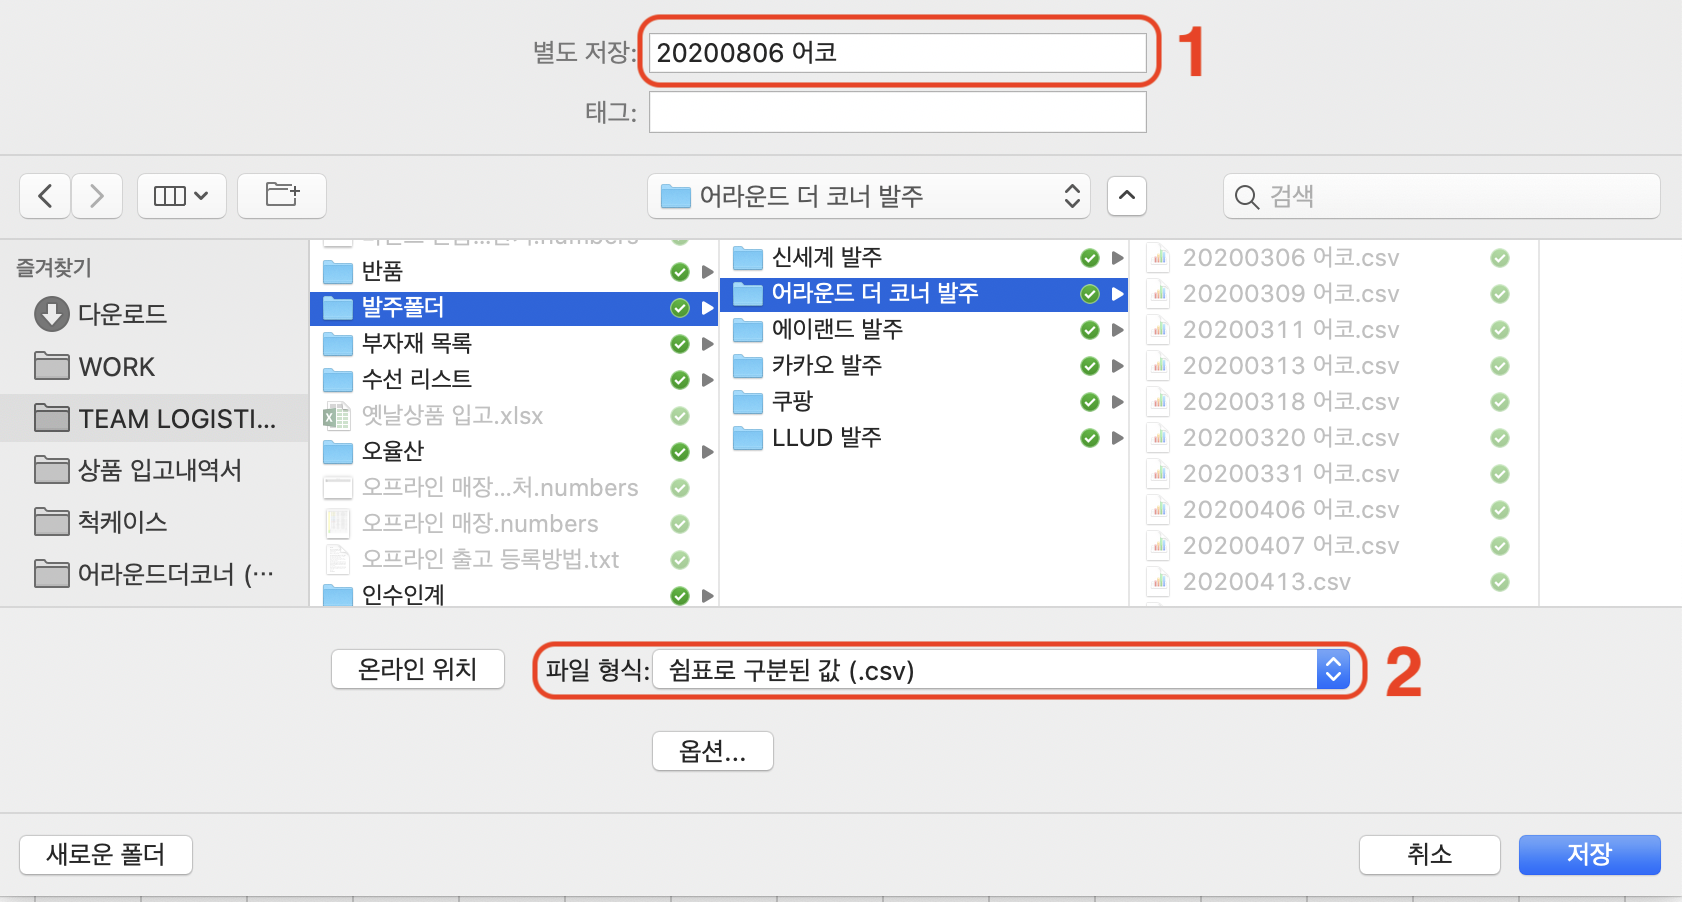 별도 저장: 20200806 어코
1
태그:
어라운드 더 코너 발주
검색
즐겨찾기
다운로드
WORK
TEAM LOGISTI...
상품 입고내역서
척케이스
어라운드더코너 (…
반품
발주폴더
부자재 목록
수선 리스트
옛날상품 입고.xlsx
오율산
오프라인 매장...처.numbers
오프라인 매장.numbers
오프라인 출고 등록방법.txt
인수인계
신세계 발주
어라운드 더 코너 발주
에이랜드 발주
카카오 발주
쿠팡
LLUD 발주
20200306 어코.csv
20200309 어코.csv
20200311 어코.csv
20200313 어코.csv
20200318 어코.csv
20200320 어코.csv
20200331 어코.csv
20200406 어코.csv
20200407 어코.csv
20200413.csv
온라인 위치
파일 형식: 쉼표로 구분된 값 (.csv)
2
옵션...
새로운 폴더
취소
저장